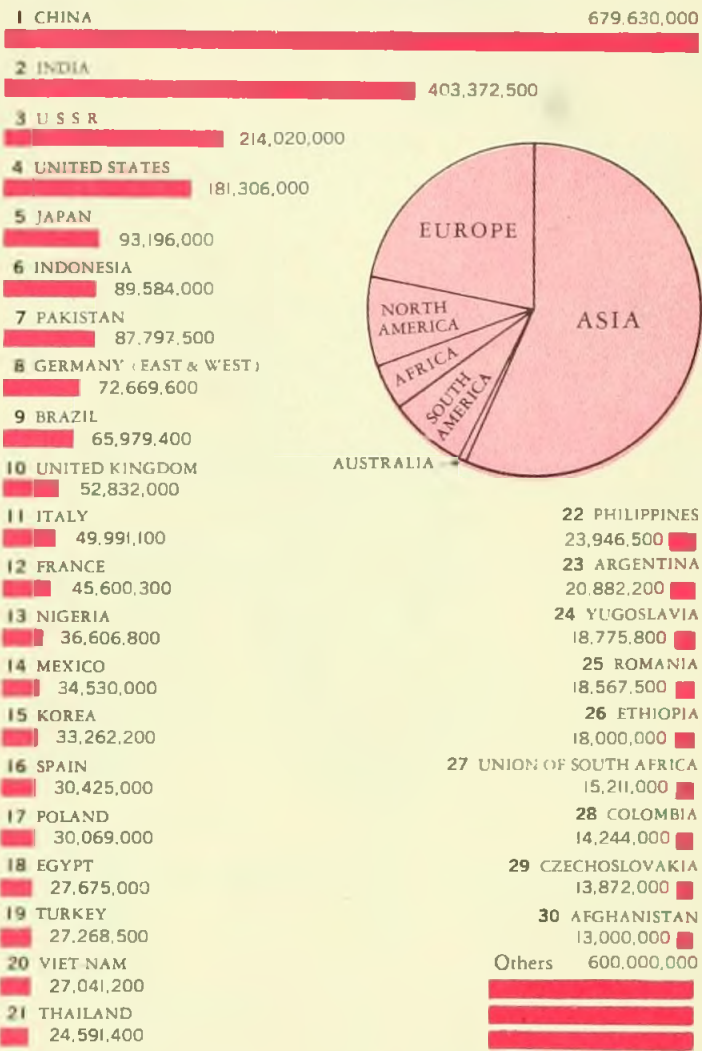 1 CHINA 679,630,000
2 INDIA
403,372,500
3 USSR
214,020,000
4 UNITED STATES
181,306,000
5 JAPAN
93,196,000
6 INDONESIA
89,584,000
7 PAKISTAN
87,797,500
8 GERMANY (EAST & WEST)
72,669,600
9 BRAZIL
65,979,400
10 UNITED KINGDOM
52,832,000
11 ITALY
49,991,100
12 FRANCE
45,600,300
13 NIGERIA
36,606,800
14 MEXICO
34,530,000
15 KOREA
33,262,200
16 SPAIN
30,425,000
17 POLAND
30,069,000
18 EGYPT
27,675,000
19 TURKEY
27,268,500
20 VIET NAM
27,041,200
21 THAILAND
24,591,400
EUROPE
ASIA
NORTH
AMERICA
AFRICA
SOUTH
AMERICA
AUSTRALIA
22 PHILIPPINES
23,946,500
23 ARGENTINA
20,882,200
24 YUGOSLAVIA
18,775,800
25 ROMANIA
18,567,500
26 ETHIOPIA
18,000,000
27 UNION OF SOUTH AFRICA
15,211,000
28 COLOMBIA
14,244,000
29 CZECHOSLOVAKIA
13,872,000
30 AFGHANISTAN
13,000,000
Others 600,000,000